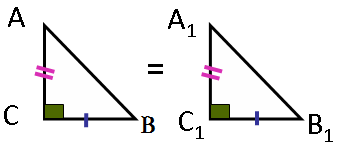 A = A₁
C B C₁ B₁